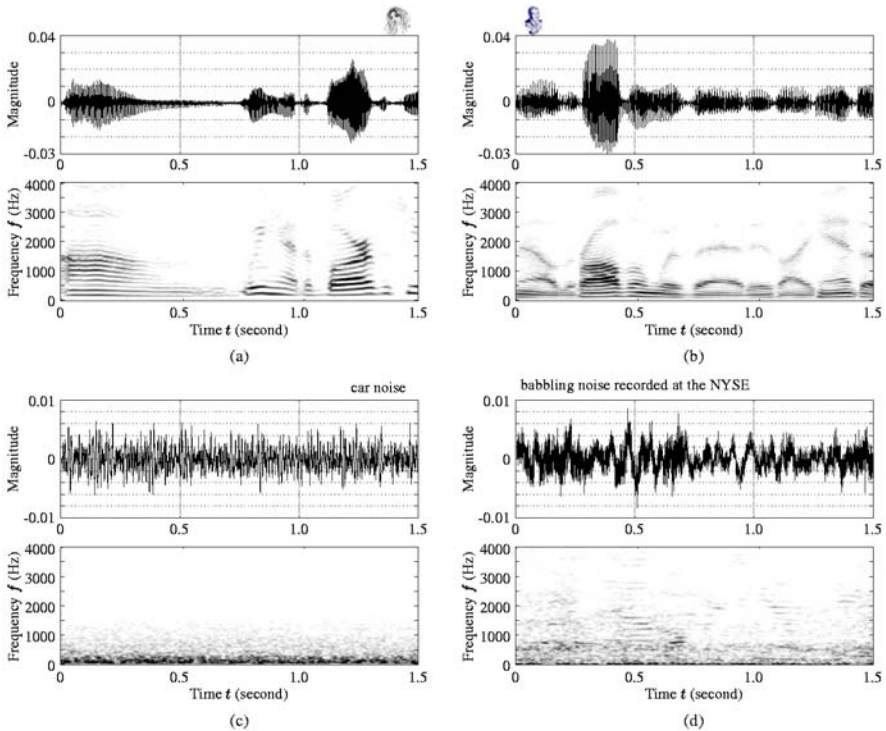 0.04
Magnitude
0
-0.03
0 0.5 1.0 1.5
4000
3000
2000
1000
0
Frequency f (Hz)
0 0.5 1.0 1.5
Time t (second)
(a)
0.04
Magnitude
0
-0.03
0 0.5 1.0 1.5
4000
3000
2000
1000
0
Frequency f (Hz)
0 0.5 1.0 1.5
Time t (second)
(b)
car noise
0.01
Magnitude
0
-0.01
0 0.5 1.0 1.5
4000
3000
2000
1000
0
Frequency f (Hz)
0 0.5 1.0 1.5
Time t (second)
(c)
babbling noise recorded at the NYSE
0.01
Magnitude
0
-0.01
0 0.5 1.0 1.5
4000
3000
2000
1000
0
Frequency f (Hz)
0 0.5 1.0 1.5
Time t (second)
(d)